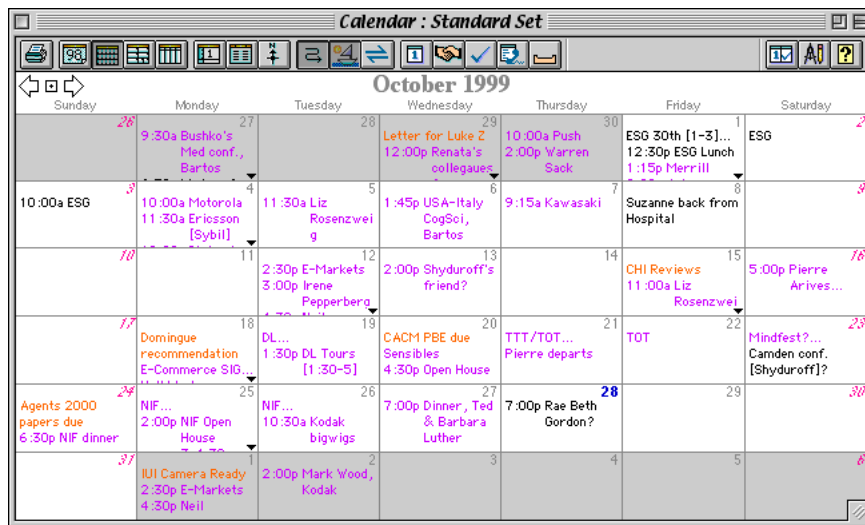 Calendar : Standard Set
98
October 1999
Sunday Monday Tuesday Wednesday Thursday Friday Saturday
26
27
9:30a Bushko's
Med conf.,
Bartos
28
29
Letter for Luke Z
12:00p Renata's
collegaues
30
10:00a Push
2:00p Warren
Sack
1
ESG 30th [1-3]...
12:30p ESG Lunch
1:15p Merrill
2
ESG
3
10:00a ESG
4
10:00a Motorola
11:30a Ericsson
[Sybil]
5
11:30a Liz
Rosenzwei
g
6
1:45p USA-Italy
CogSci,
Bartos
7
9:15a Kawasaki
8
Suzanne back from
Hospital
9
10
11
12
2:30p E-Markets
3:00p Irene
Pepperberg
13
2:00p Shyduroff's
friend?
14
15
CHI Reviews
11:00a Liz
Rosenzwei
16
5:00p Pierre
Arives...
17
18
Domingue
recommendation
E-Commerce SIG...
19
DL...
1:30p DL Tours
[1:30-5]
20
CACM PBE due
Sensibles
4:30p Open House
21
TTT/TOT...
Pierre departs
22
TOT
23
Mindfest?...
Camden conf.
[Shyduroff]?
24
Agents 2000
papers due
6:30p NIF dinner
25
NIF...
2:00p NIF Open
House
26
NIF...
10:30a Kodak
bigwigs
27
7:00p Dinner, Ted
& Barbara
Luther
28
7:00p Rae Beth
Gordon?
29
30
31
1
IUI Camera Ready
2:30p E-Markets
4:30p Neil
2
2:00p Mark Wood,
Kodak
3
4
5
6